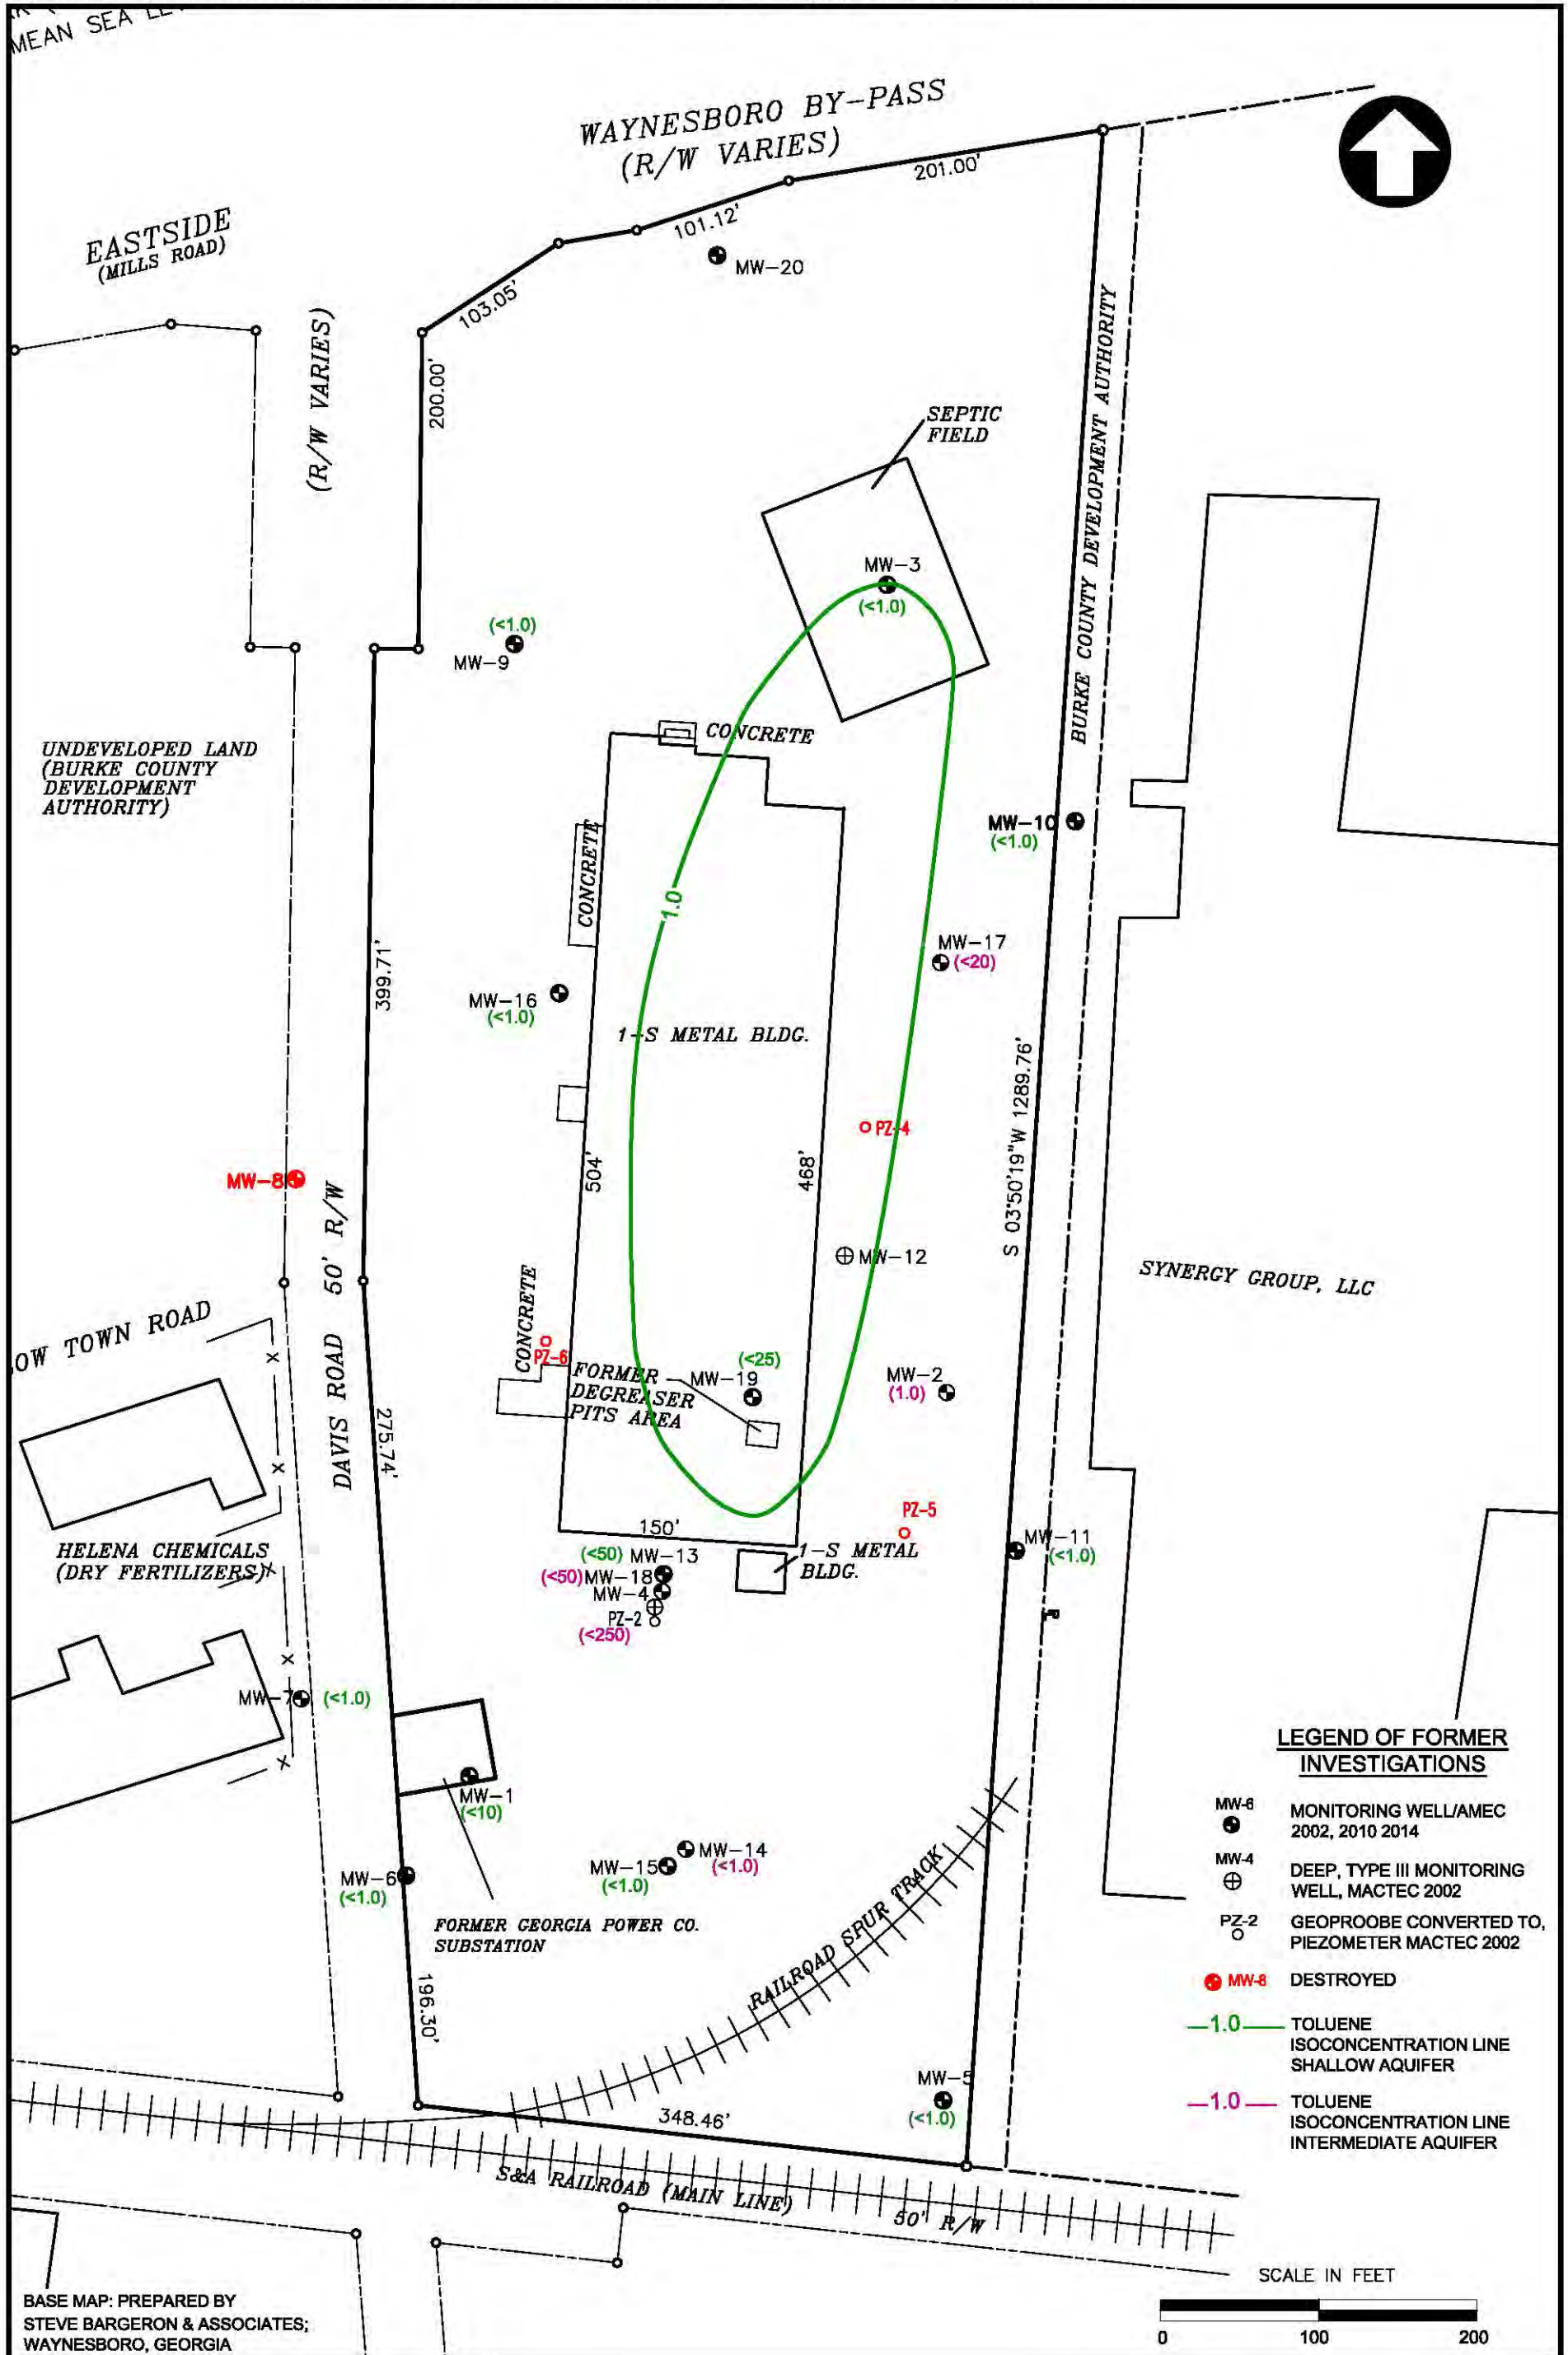 MEAN SEA
WAYNESBORO BY-PASS
(R/W VARIES)
201.00'
101.12'
MW-20
EASTSIDE
(MILLS ROAD)
103.05'
(R/W VARIES)
200.00'
BURKE COUNTY DEVELOPMENT AUTHORITY
SEPTIC
FIELD
MW-3
(<1.0)
(<1.0)
MW-9
CONCRETE
UNDEVELOPED LAND
(BURKE COUNTY
DEVELOPMENT
AUTHORITY)
MW-10
(<1.0)
CONCRETE
1.0
399.71'
MW-17
(<20)
MW-16
(<1.0)
1-S METAL BLDG.
S 03°50'19"W 1289.76'
PZ-4
504'
468'
MW-8
DAVIS ROAD 50' R/W
MW-12
SYNERGY GROUP, LLC
OW TOWN ROAD
CONCRETE
PZ-6
(<25)
FORMER
DEGREASER
PITS AREA
MW-19
MW-2
(1.0)
275.74'
PZ-5
150'
HELENA CHEMICALS
(DRY FERTILIZERS)
(<50) MW-13
(<50) MW-18
MW-4
PZ-2
(<250)
1-S METAL
BLDG.
MW-11
(<1.0)
MW-7 (<1.0)
MW-1
(<10)
MW-14
(<1.0)
MW-15
(<1.0)
MW-6
(<1.0)
FORMER GEORGIA POWER CO.
SUBSTATION
RAILROAD SPUR TRACK
196.30'
MW-5
(<1.0)
348.46'
S&A RAILROAD (MAIN LINE)
50' R/W
LEGEND OF FORMER
INVESTIGATIONS
MW-6
MONITORING WELL/AMEC
2002, 2010 2014
MW-4
DEEP, TYPE III MONITORING
WELL, MACTEC 2002
PZ-2
GEOPROOBE CONVERTED TO,
PIEZOMETER MACTEC 2002
MW-8 DESTROYED
1.0 TOLUENE
ISOCONCENTRATION LINE
SHALLOW AQUIFER
1.0 TOLUENE
ISOCONCENTRATION LINE
INTERMEDIATE AQUIFER
SCALE IN FEET
0 100 200
BASE MAP: PREPARED BY
STEVE BARGERON & ASSOCIATES;
WAYNESBORO, GEORGIA